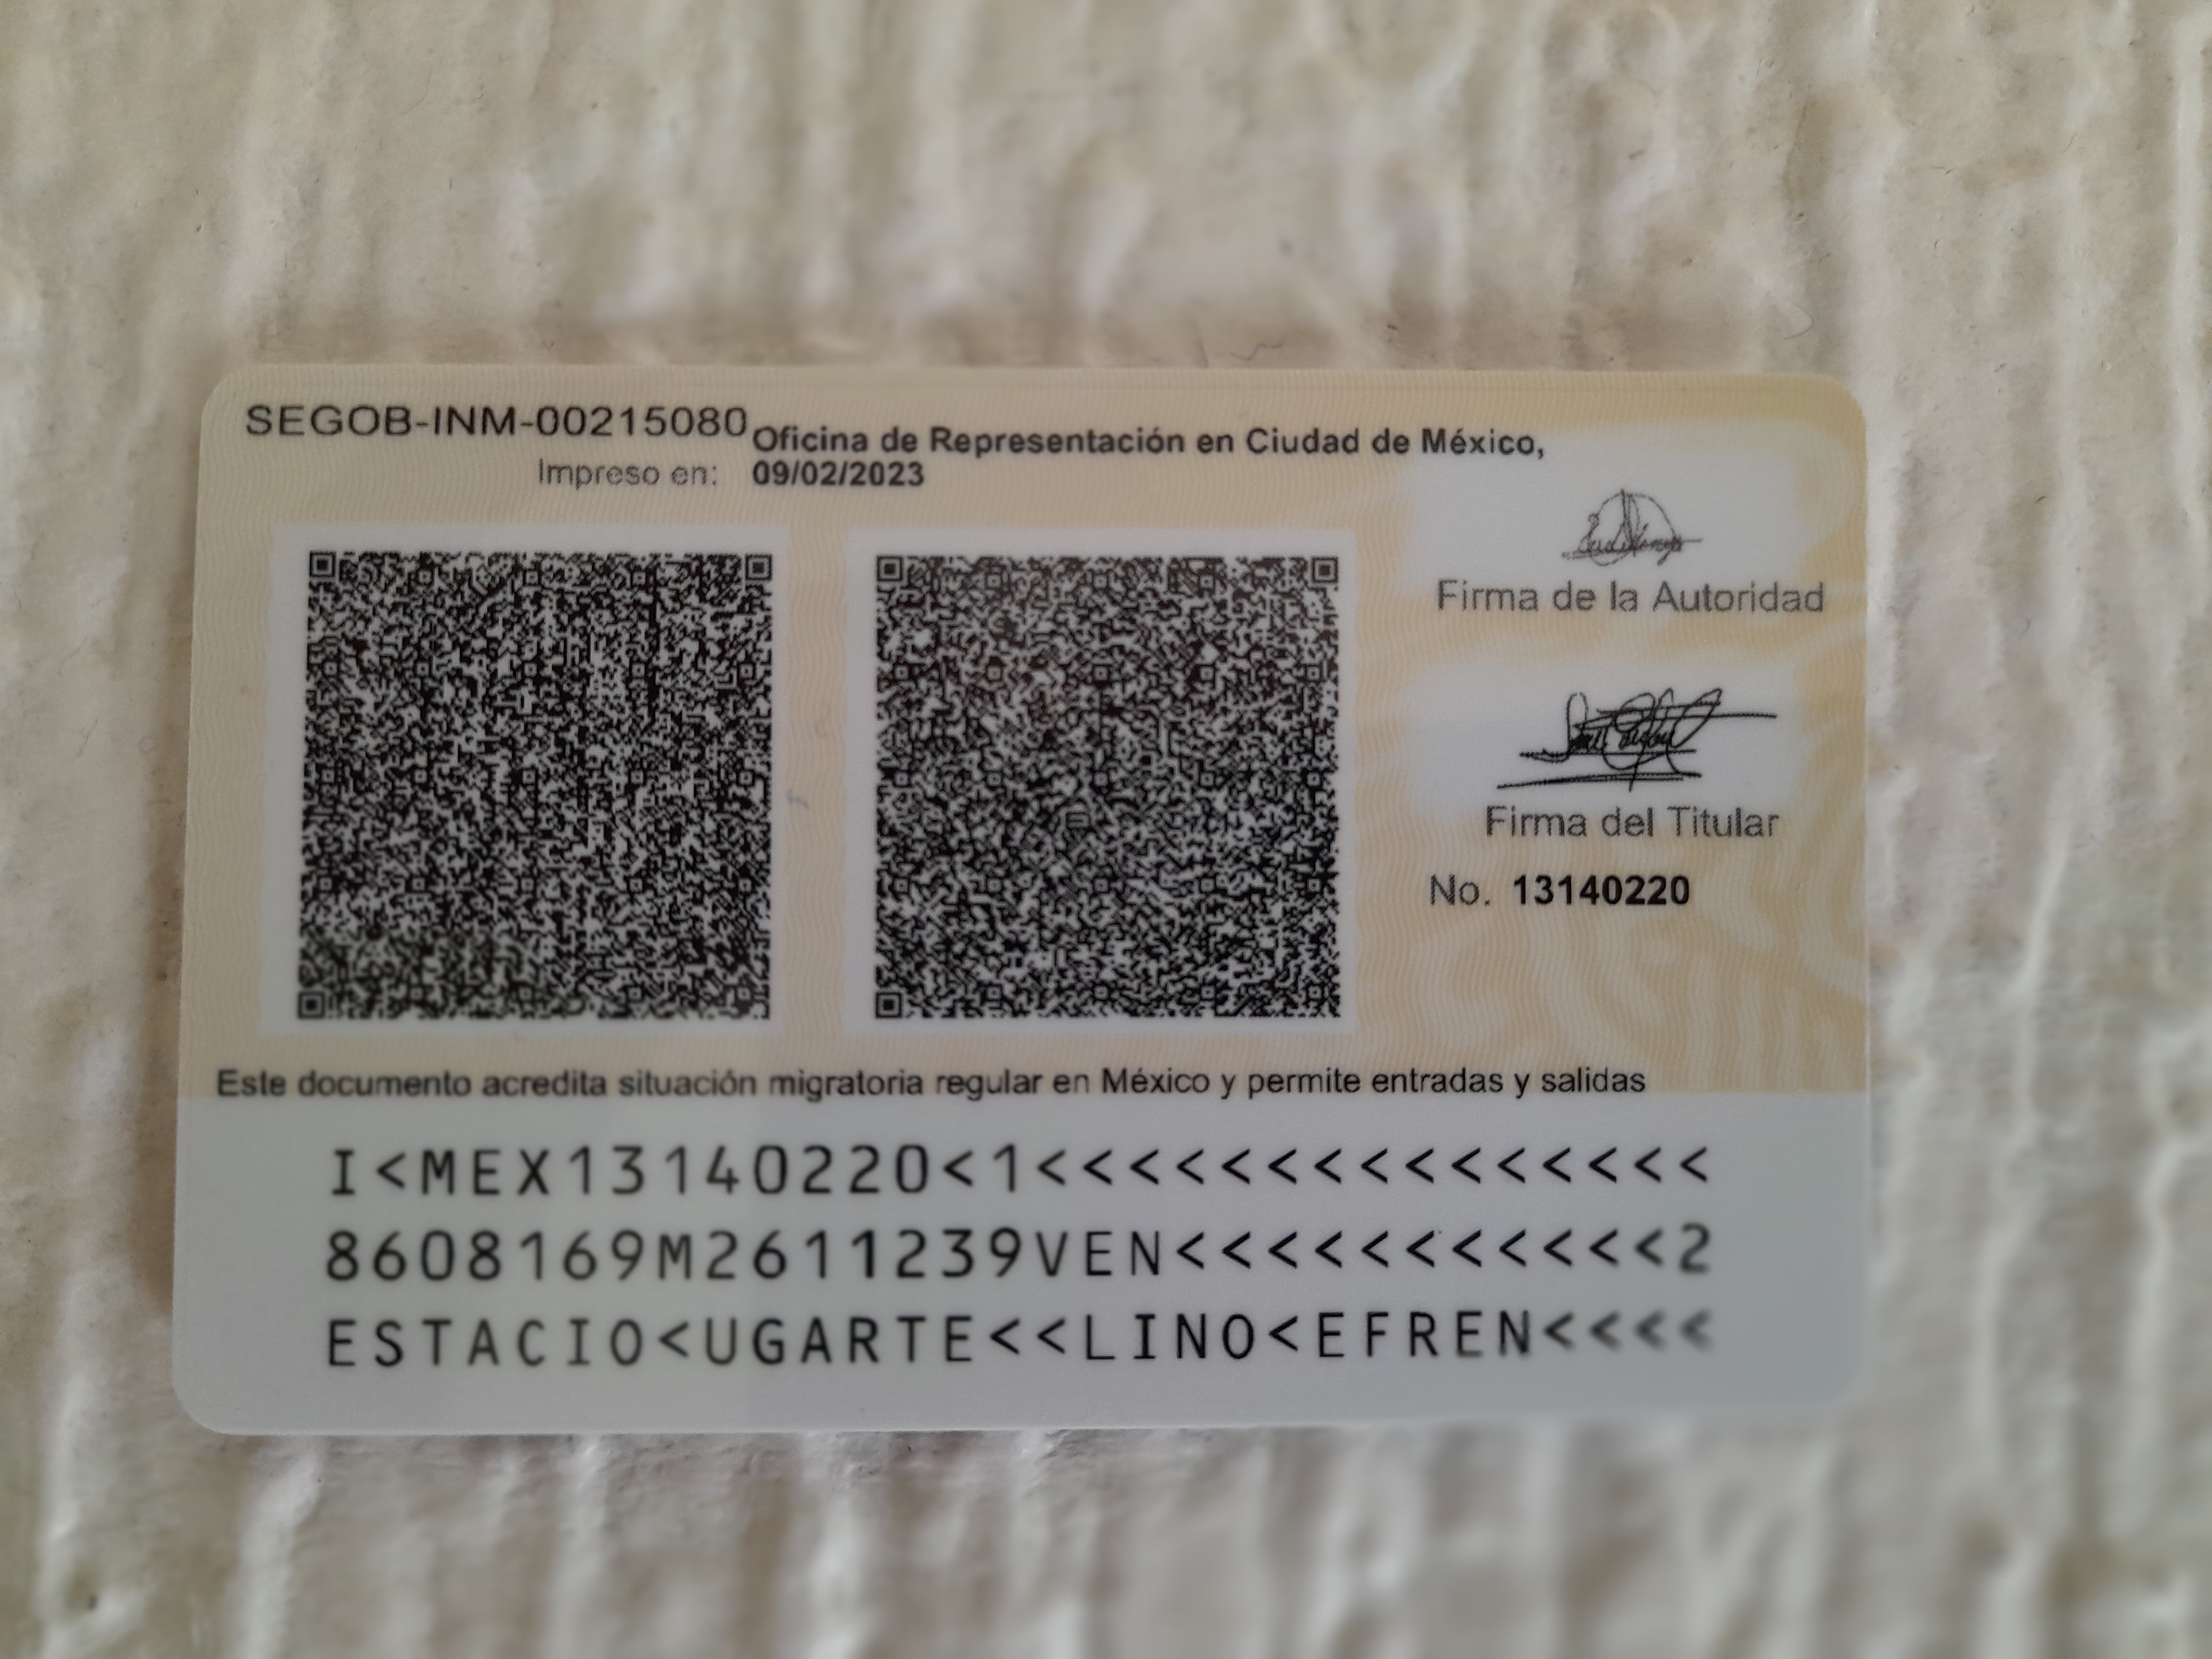 SEGOB-INM-00215080
Oficina de Representación en Ciudad de México,
Impreso en: 09/02/2023
Firma de la Autoridad
Firma del Titular
No. 13140220
Este documento acredita situación migratoria regular en México y permite entradas y salidas
I<MEX13140220<1<<<<<<<<<<<<<<<
8608169M2611239VEN<<<<<<<<<<<2
ESTACIO<UGARTE<<LINO<EFREN<<<<